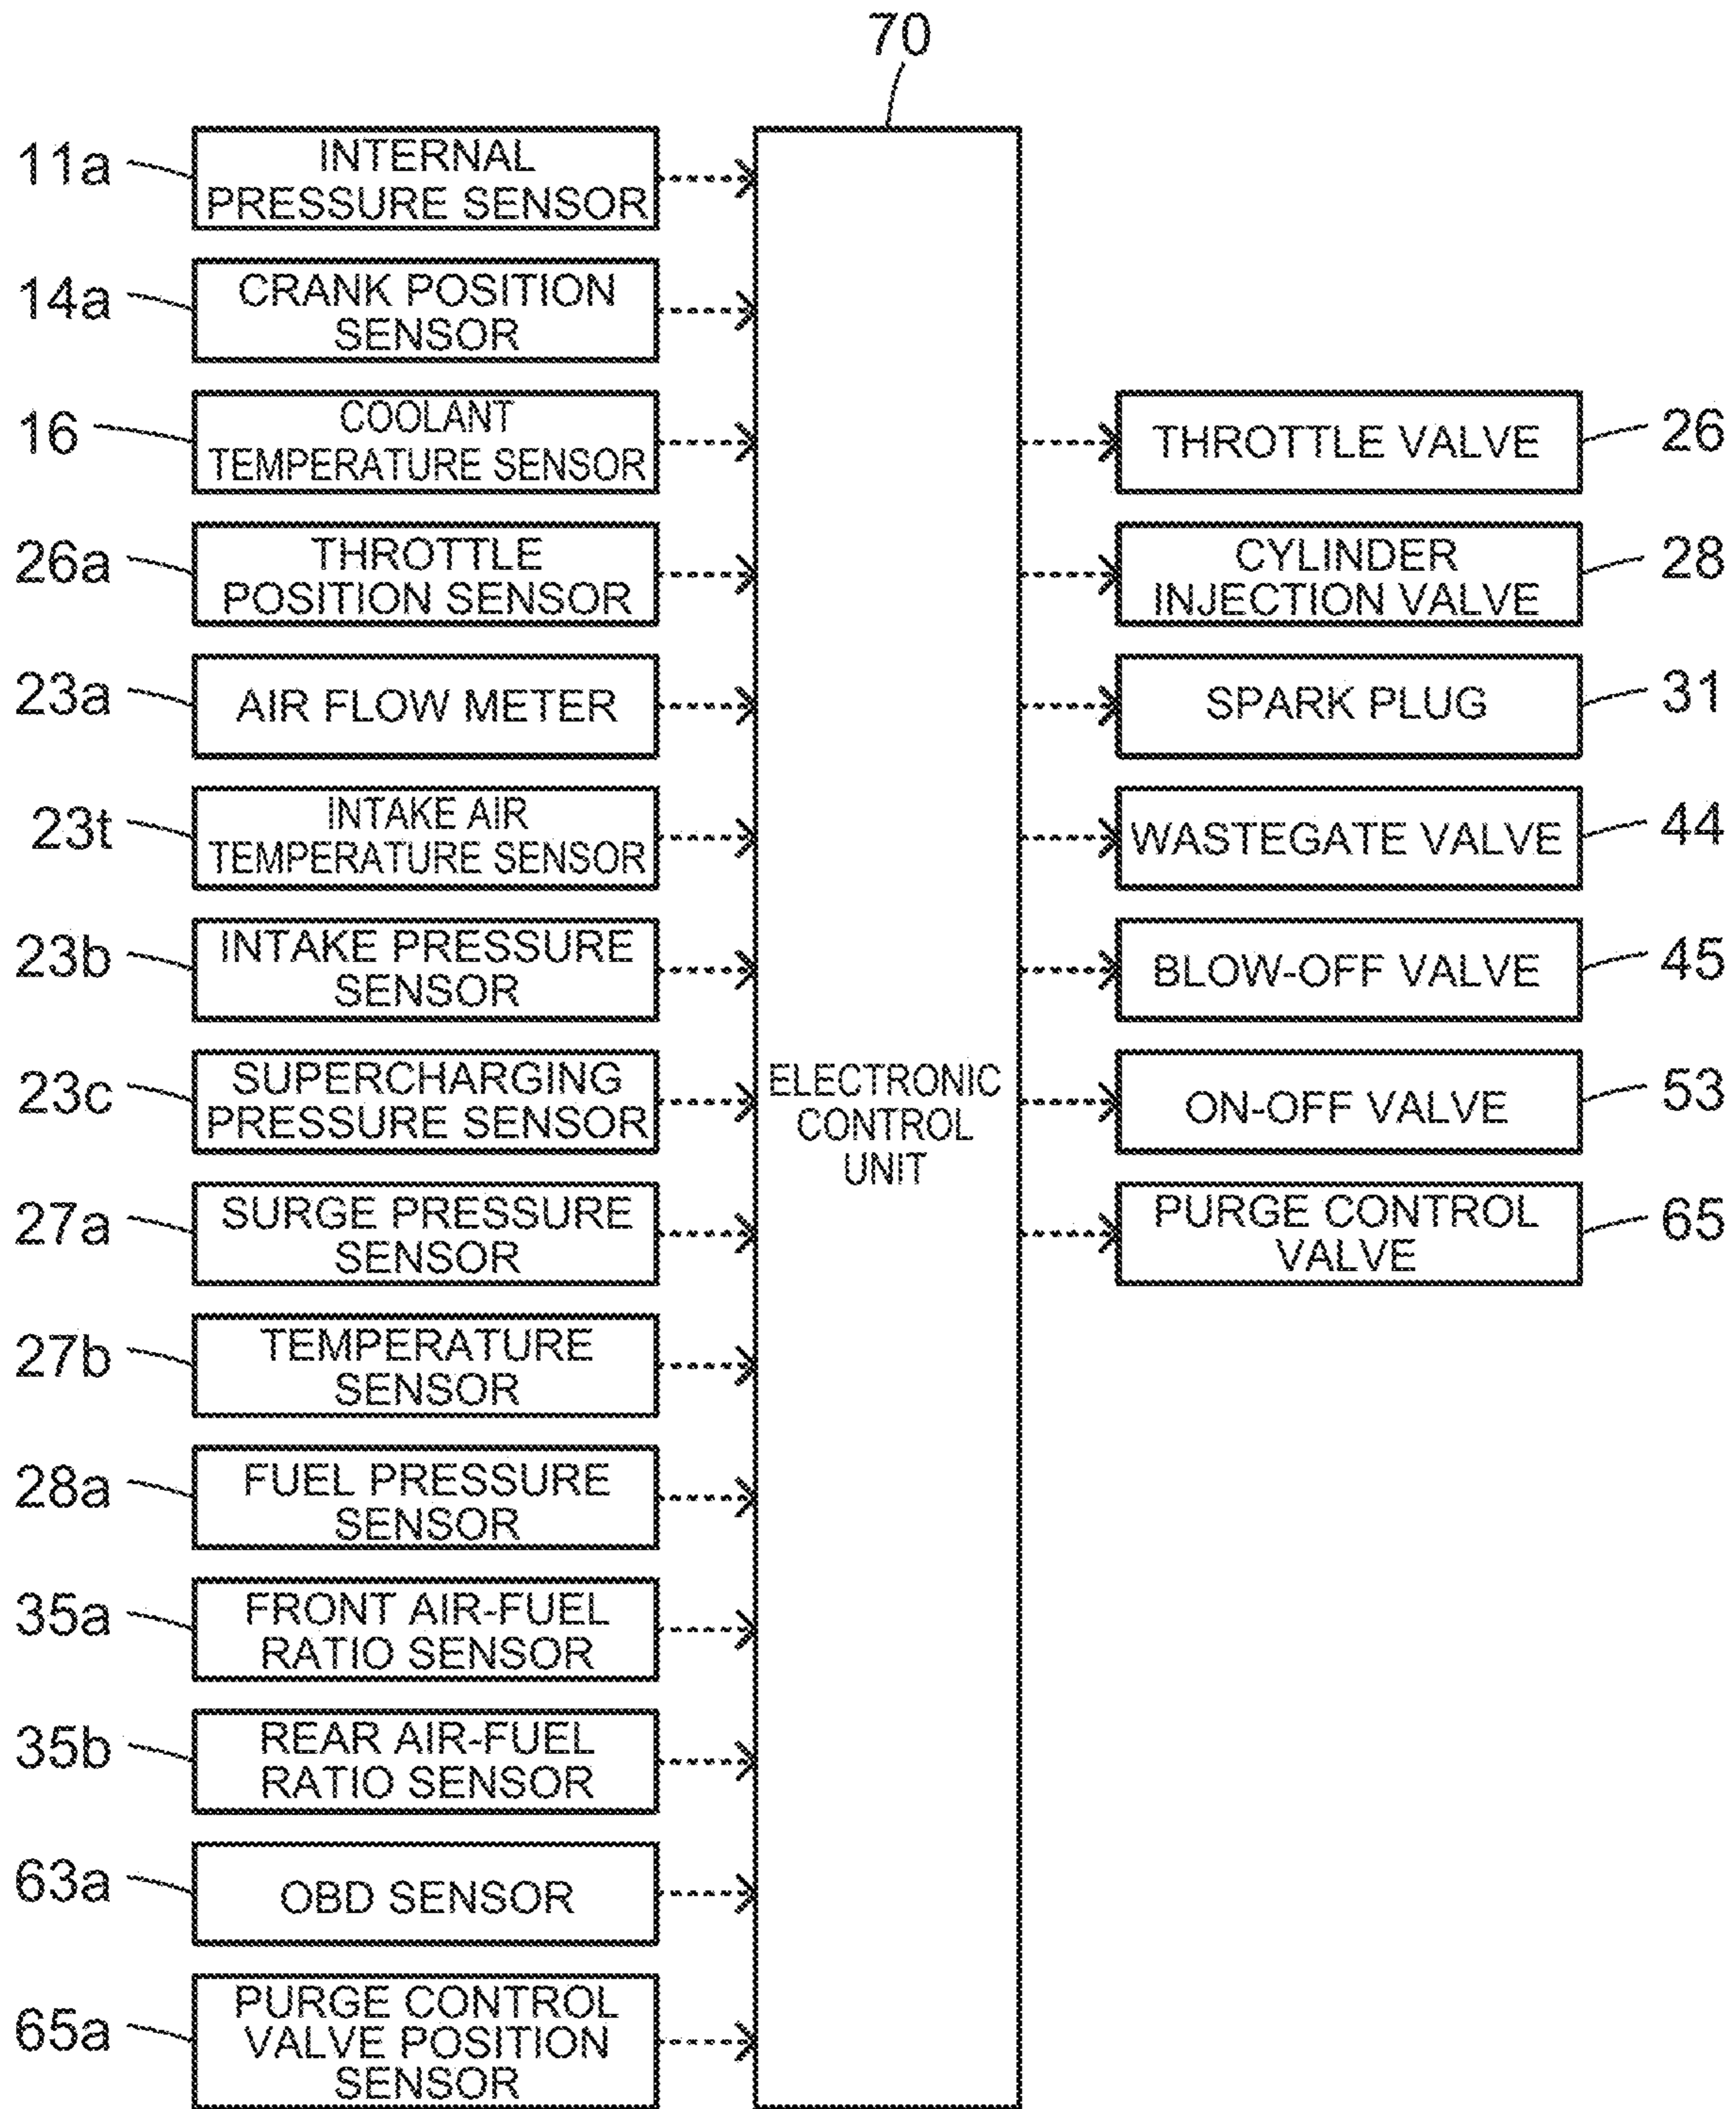 70
11a
INTERNAL
PRESSURE SENSOR
14a
CRANK POSITION
SENSOR
16
COOLANT
TEMPERATURE SENSOR
26a
THROTTLE
POSITION SENSOR
23a
AIR FLOW METER
23t
INTAKE AIR
TEMPERATURE SENSOR
23b
INTAKE PRESSURE
SENSOR
23c
SUPERCHARGING
PRESSURE SENSOR
27a
SURGE PRESSURE
SENSOR
27b
TEMPERATURE
SENSOR
28a
FUEL PRESSURE
SENSOR
35a
FRONT AIR-FUEL
RATIO SENSOR
35b
REAR AIR-FUEL
RATIO SENSOR
63a
OBD SENSOR
65a
PURGE CONTROL
VALVE POSITION
SENSOR
ELECTRONIC
CONTROL
UNIT
THROTTLE VALVE
26
CYLINDER
INJECTION VALVE
28
SPARK PLUG
31
WASTEGATE VALVE
44
BLOW-OFF VALVE
45
ON-OFF VALVE
53
PURGE CONTROL
VALVE
65